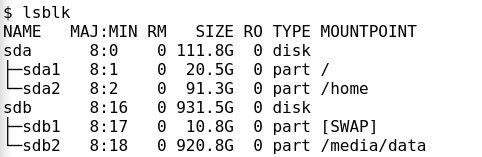 $ lsblk
NAME   MAJ:MIN RM   SIZE RO TYPE MOUNTPOINT
sda      8:0    0 111.8G  0 disk
├─sda1   8:1    0  20.5G  0 part /
└─sda2   8:2    0  91.3G  0 part /home
sdb      8:16   0 931.5G  0 disk
├─sdb1   8:17   0  10.8G  0 part [SWAP]
└─sdb2   8:18   0 920.8G  0 part /media/data